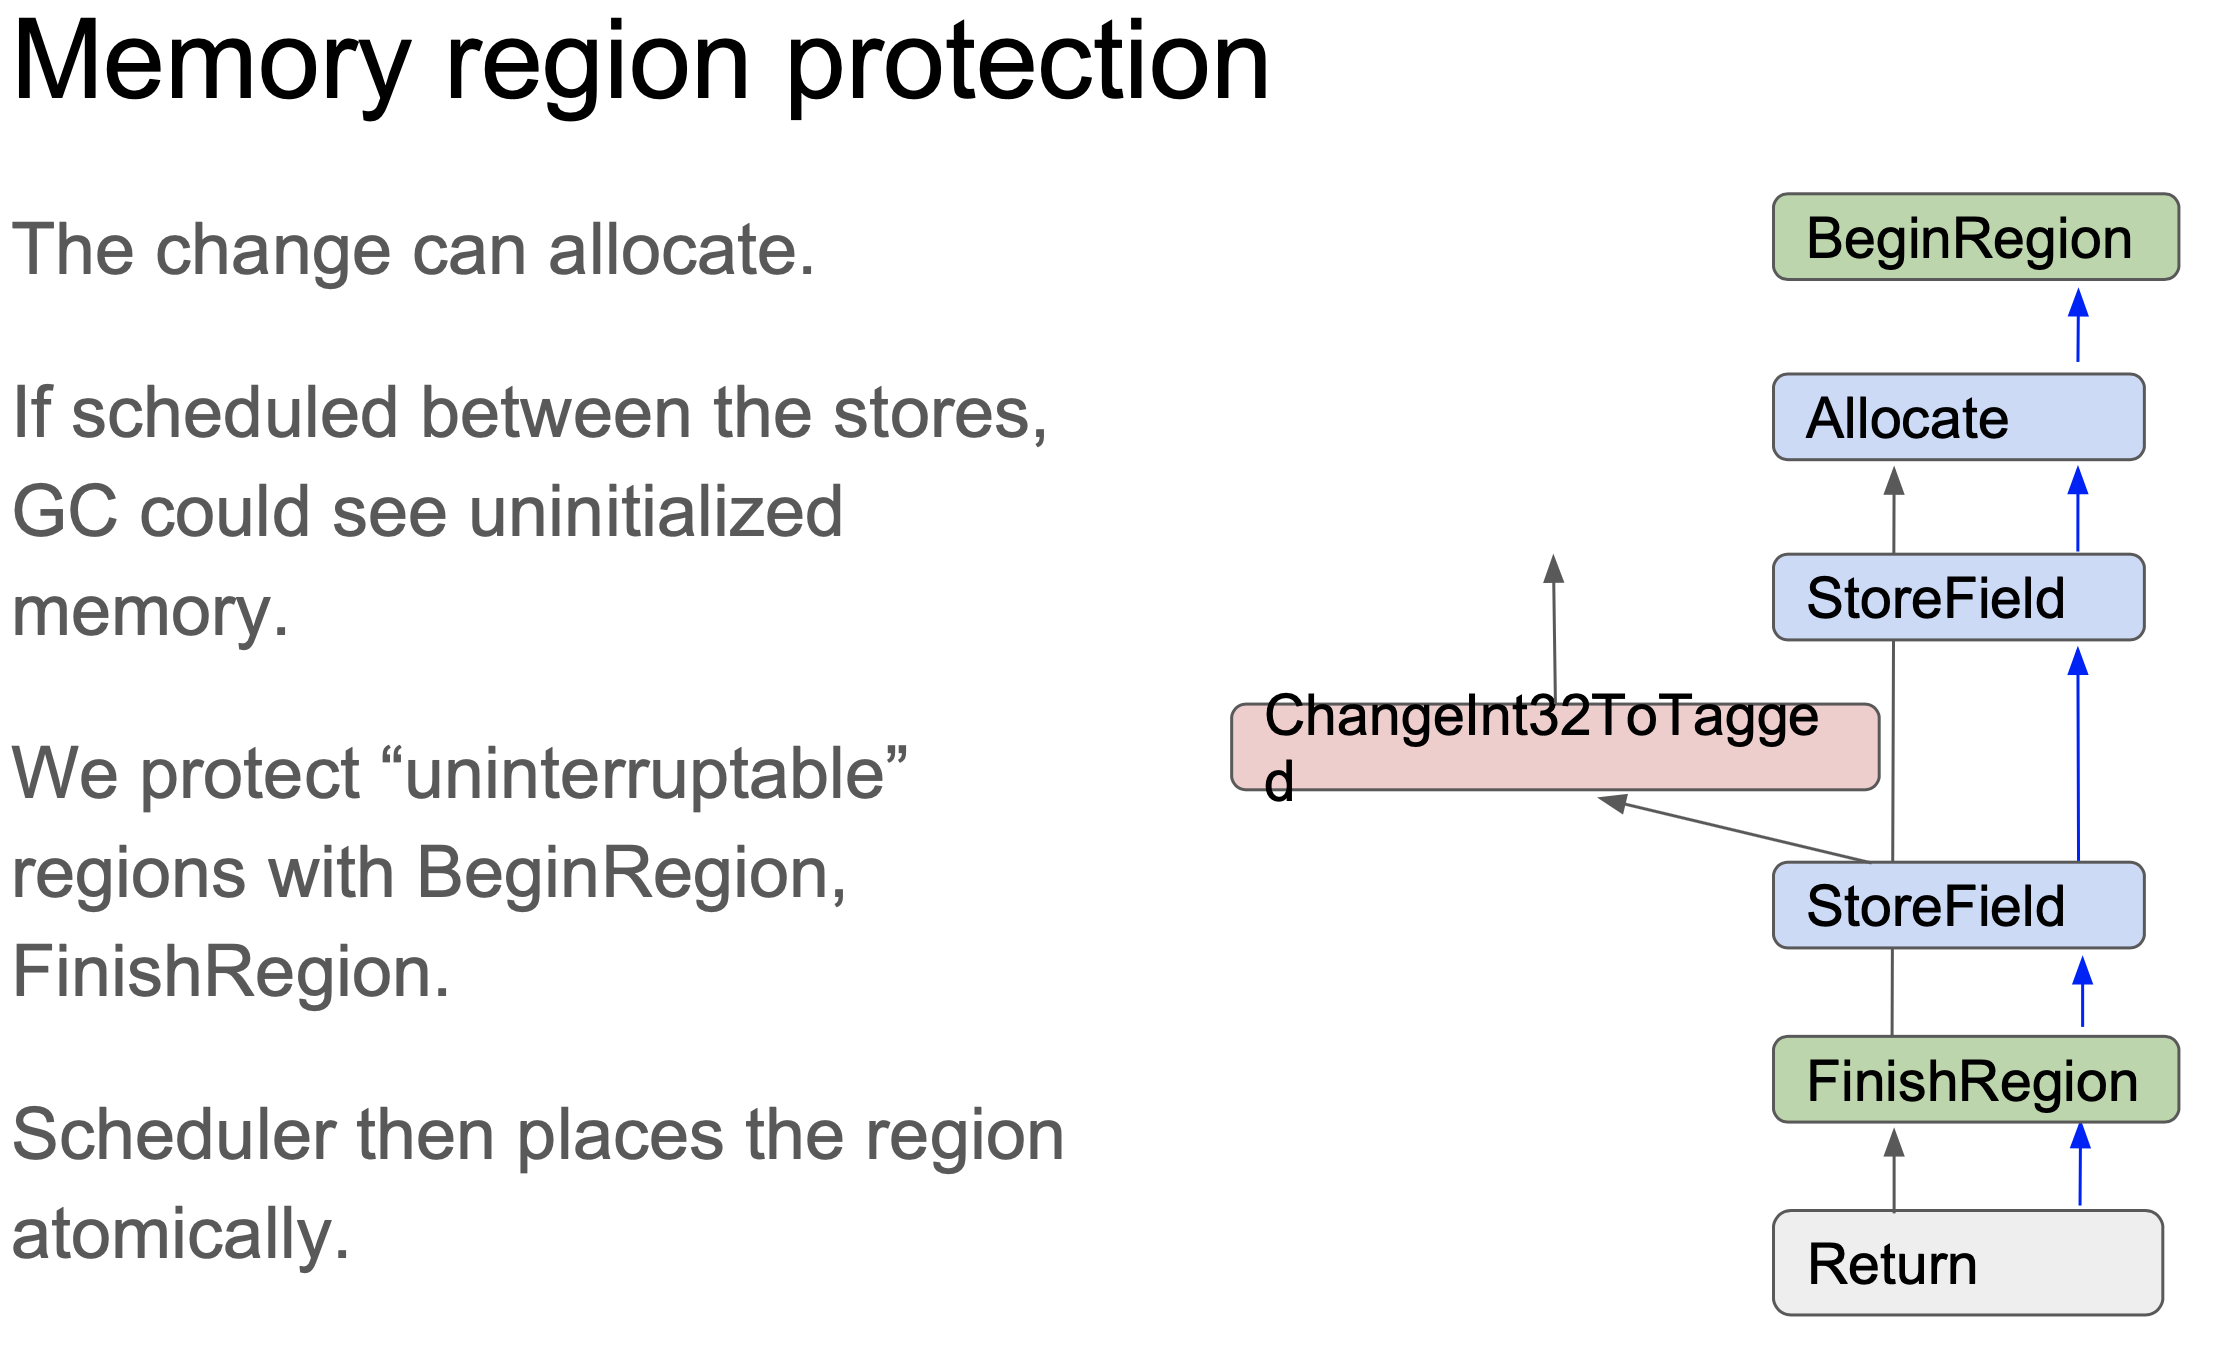 Memory region protection
The change can allocate.
If scheduled between the stores,
GC could see uninitialized
memory.
We protect “uninterruptable”
regions with BeginRegion,
FinishRegion.
Scheduler then places the region
atomically.
BeginRegion
Allocate
StoreField
ChangeInt32ToTagge
d
StoreField
FinishRegion
Return